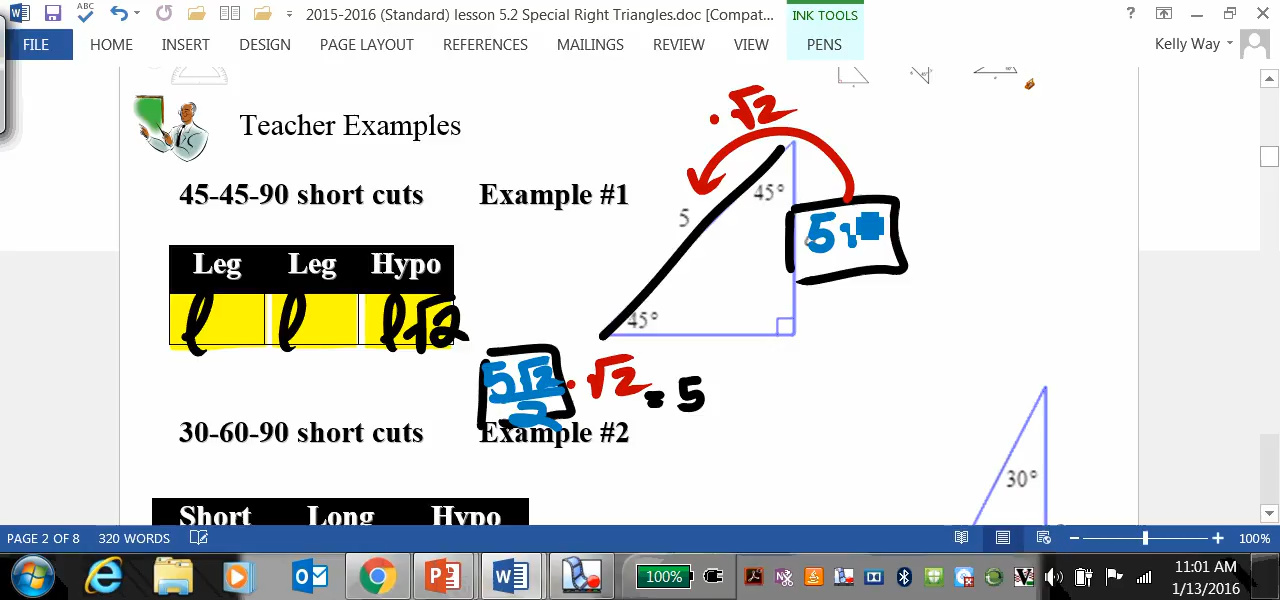 2015-2016 (Standard) lesson 5.2 Special Right Triangles.doc [Compat...
INK TOOLS
FILE HOME INSERT DESIGN PAGE LAYOUT REFERENCES MAILINGS REVIEW VIEW PENS
Kelly Way
Teacher Examples
· √2
45-45-90 short cuts Example #1
45°
5
5
Leg Leg Hypo
l l l√2
45°
5√2/2 · √2 = 5
30-60-90 short cuts Example #2
30°
Short Long Hypo
PAGE 2 OF 8 320 WORDS 100%
100% 11:01 AM
1/13/2016